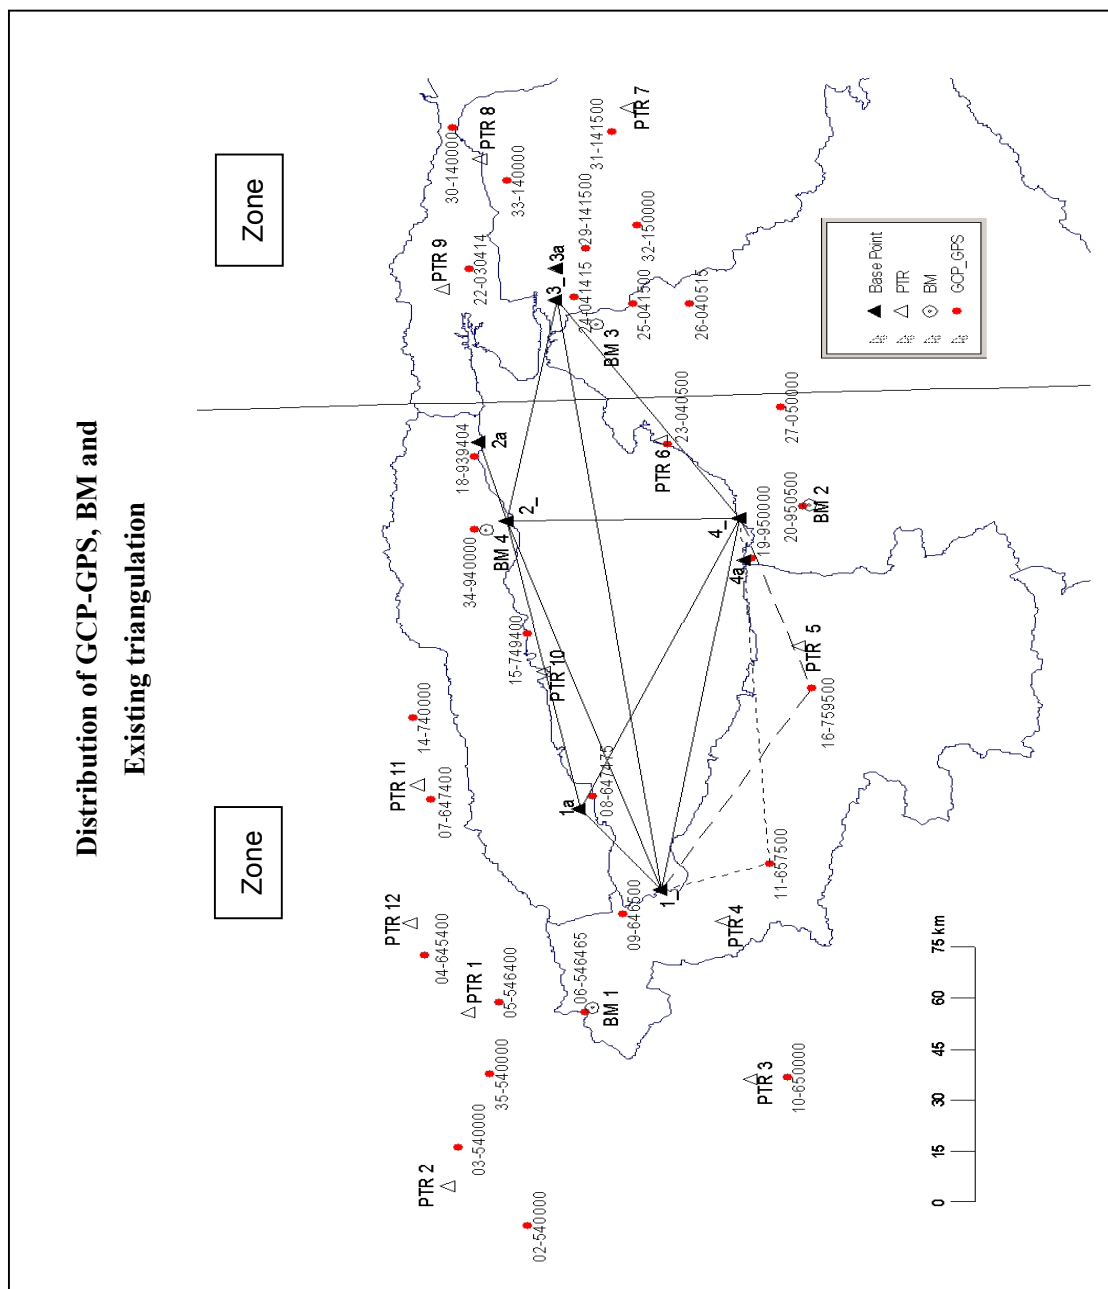 Distribution of GCP-GPS, BM and
Existing triangulation
Zone
Zone
PTR 2
03-540000
02-540000
35-540000
PTR 12
04-645400
PTR 1
05-546400
06-546465
BM 1
PTR 3
10-650000
PTR 11
07-647400
14-740000
1a
08-647475
09-646500
1_
PTR 4
11-657500
15-749400
PTR 10
34-940000
BM 4
2_
18-939404
2a
PTR 6
23-040500
4_
4a
19-950000
20-950500
BM 2
PTR 5
16-759500
27-050000
PTR 9
22-030414
30-140000
PTR 8
33-140000
3_
3a
24-041415
29-141500
BM 3
25-041500
32-150000
26-040515
31-141500
PTR 7
Base Point
PTR
BM
GCP_GPS
0
15
30
45
60
75 km